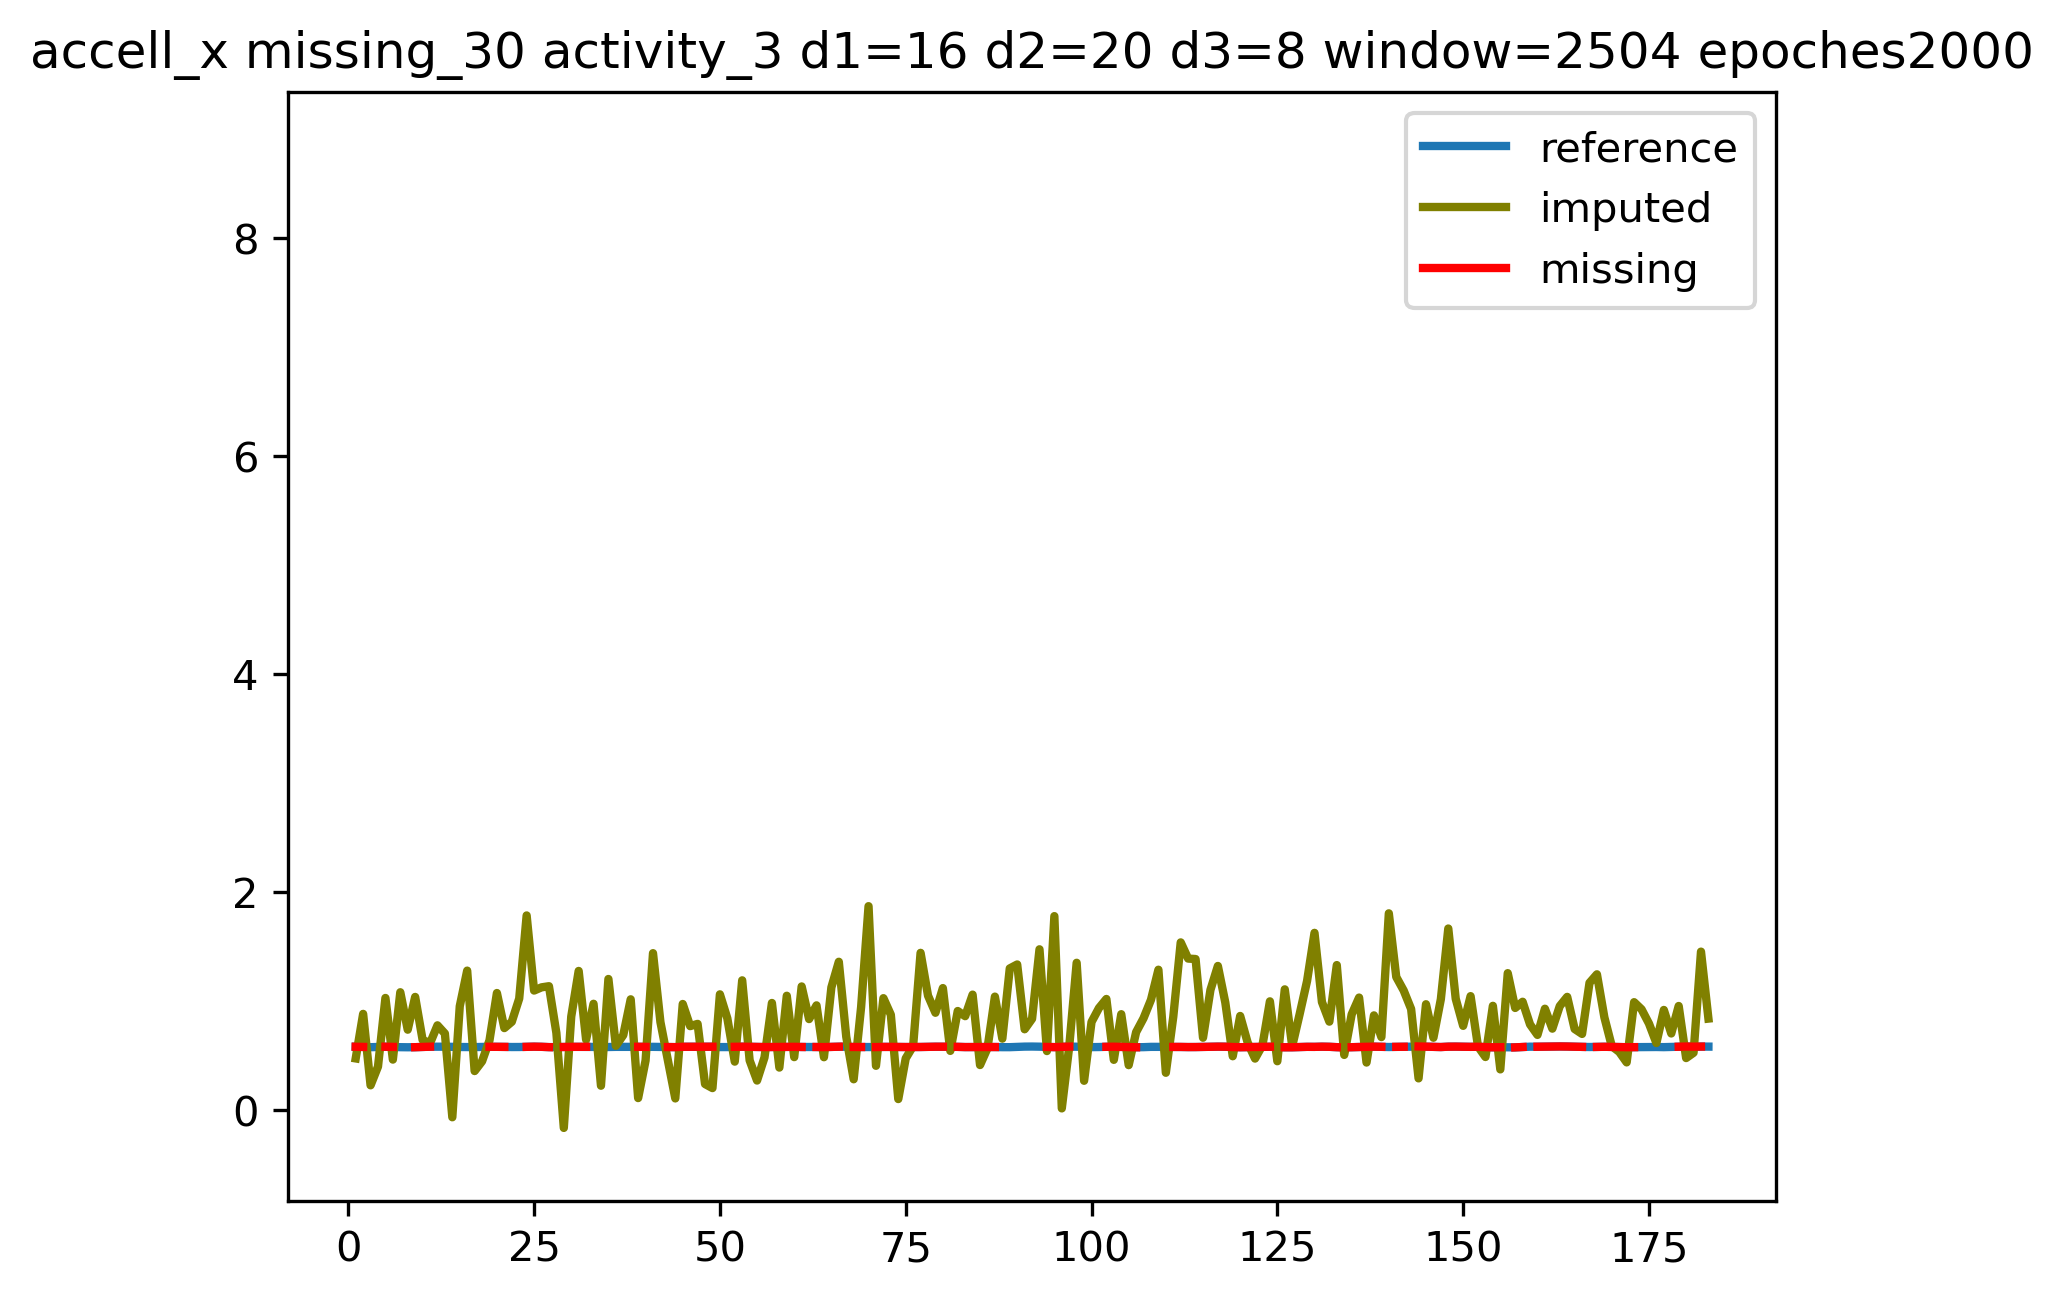 accell_x missing_30 activity_3 d1=16 d2=20 d3=8 window=2504 epoches2000
reference
imputed
missing
8
6
4
2
0
0 25 50 75 100 125 150 175